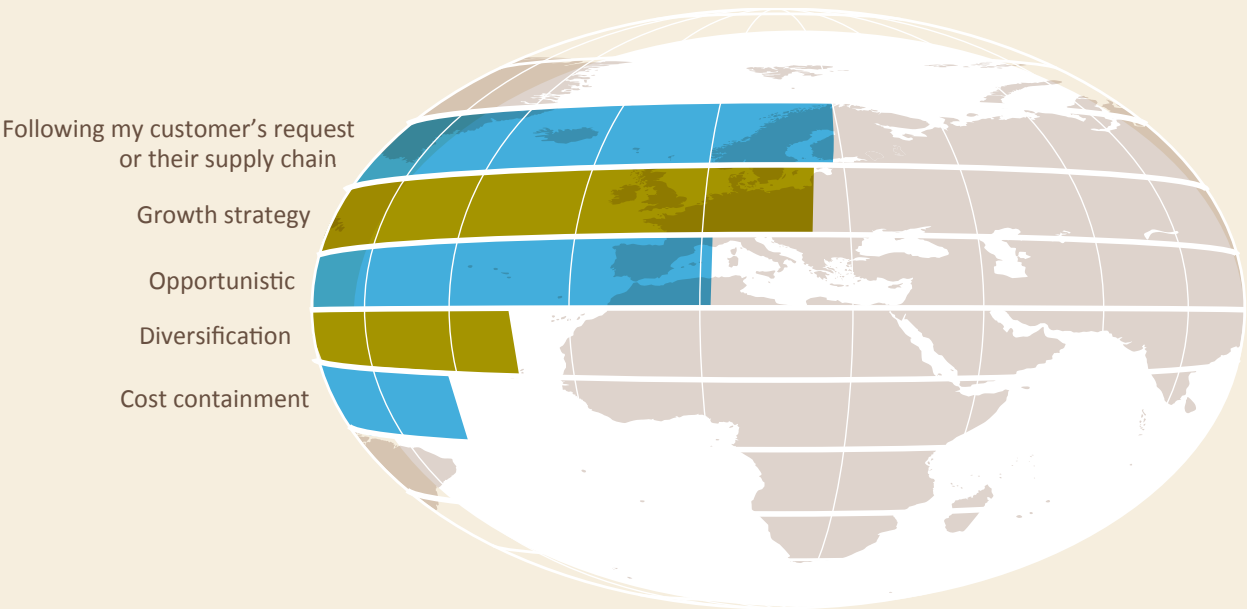 Following my customer’s request
or their supply chain
Growth strategy
Opportunistic
Diversification
Cost containment